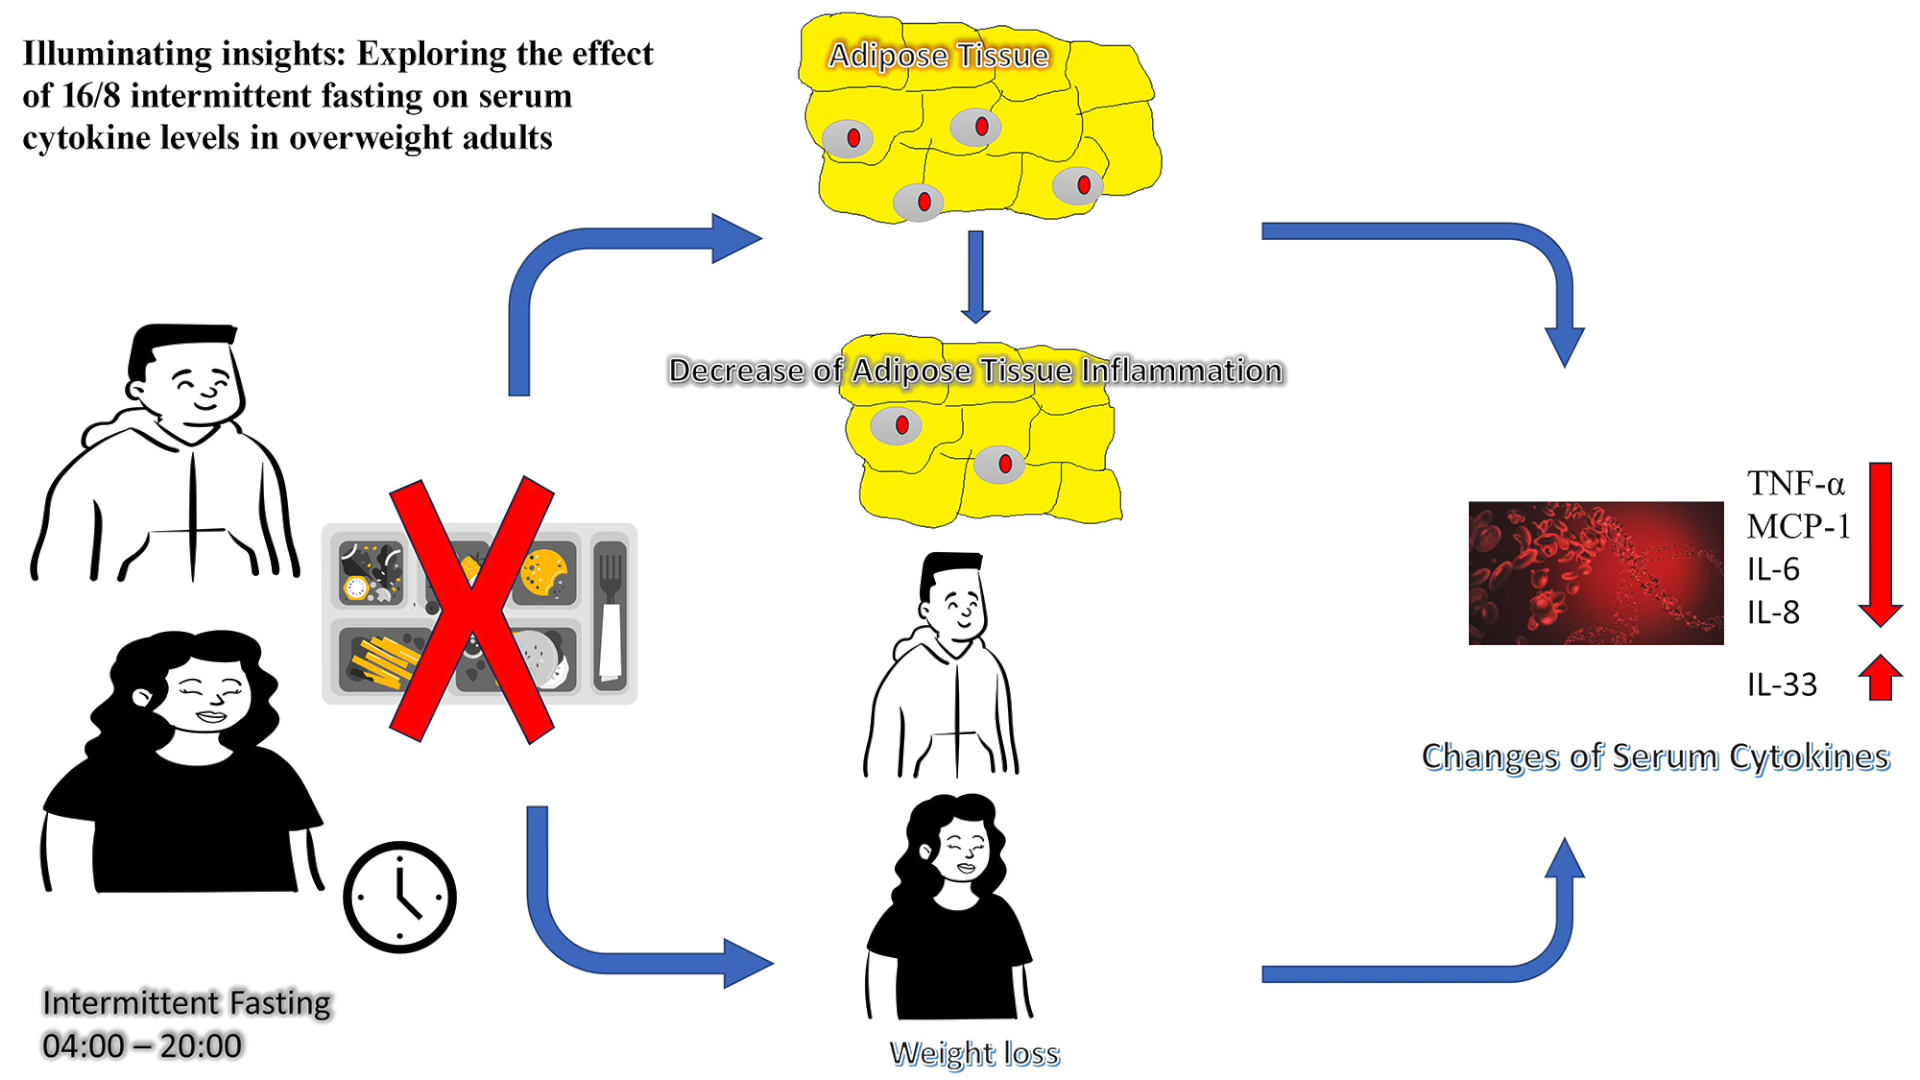 Illuminating insights: Exploring the effect
of 16/8 intermittent fasting on serum
cytokine levels in overweight adults
Adipose Tissue
Decrease of Adipose Tissue Inflammation
TNF-α
MCP-1
IL-6
IL-8
IL-33
Changes of Serum Cytokines
Intermittent Fasting
04:00 – 20:00
Weight loss